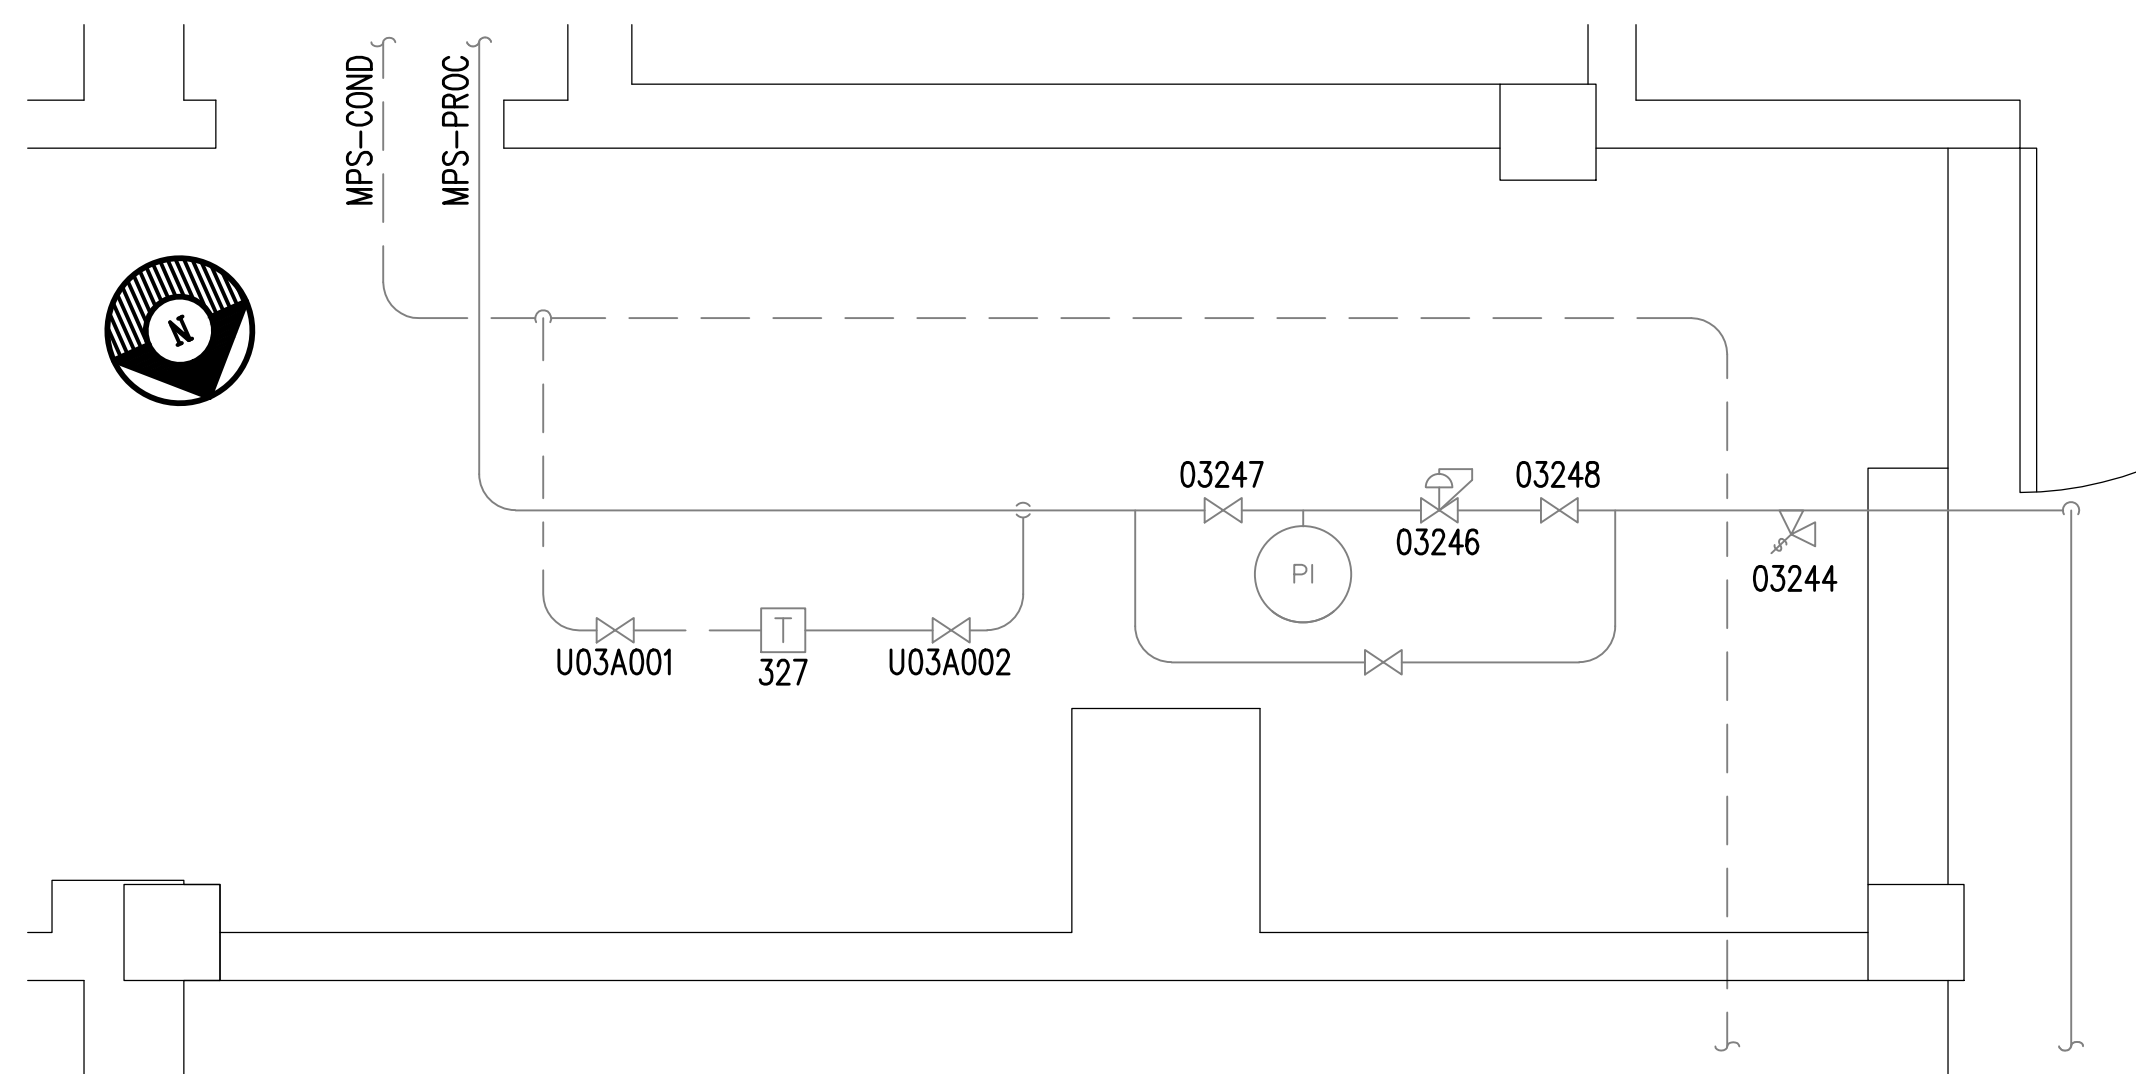 MPS-COND
MPS-PROC
N
03247
03248
03246
PI
S
03244
T
U03A001
327
U03A002